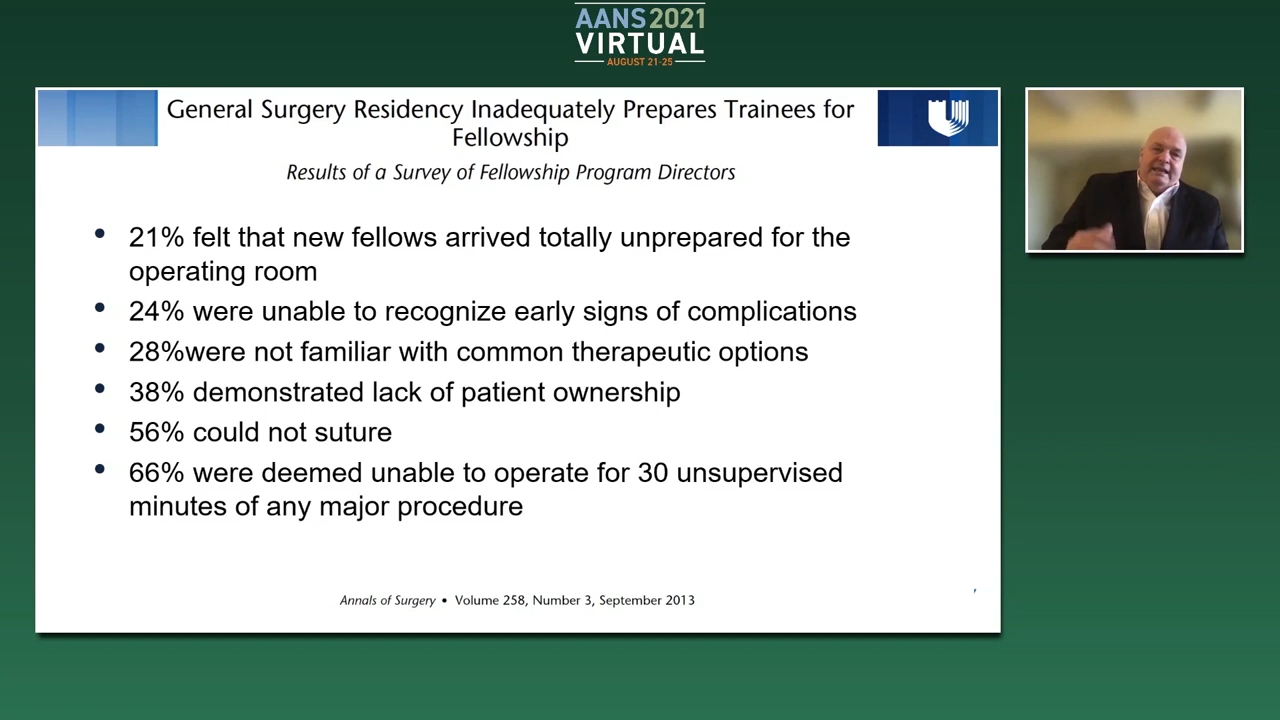 AANS 2021
VIRTUAL
AUGUST 21-25
General Surgery Residency Inadequately Prepares Trainees for
Fellowship
Results of a Survey of Fellowship Program Directors
• 21% felt that new fellows arrived totally unprepared for the
operating room
• 24% were unable to recognize early signs of complications
• 28%were not familiar with common therapeutic options
• 38% demonstrated lack of patient ownership
• 56% could not suture
• 66% were deemed unable to operate for 30 unsupervised
minutes of any major procedure
Annals of Surgery • Volume 258, Number 3, September 2013